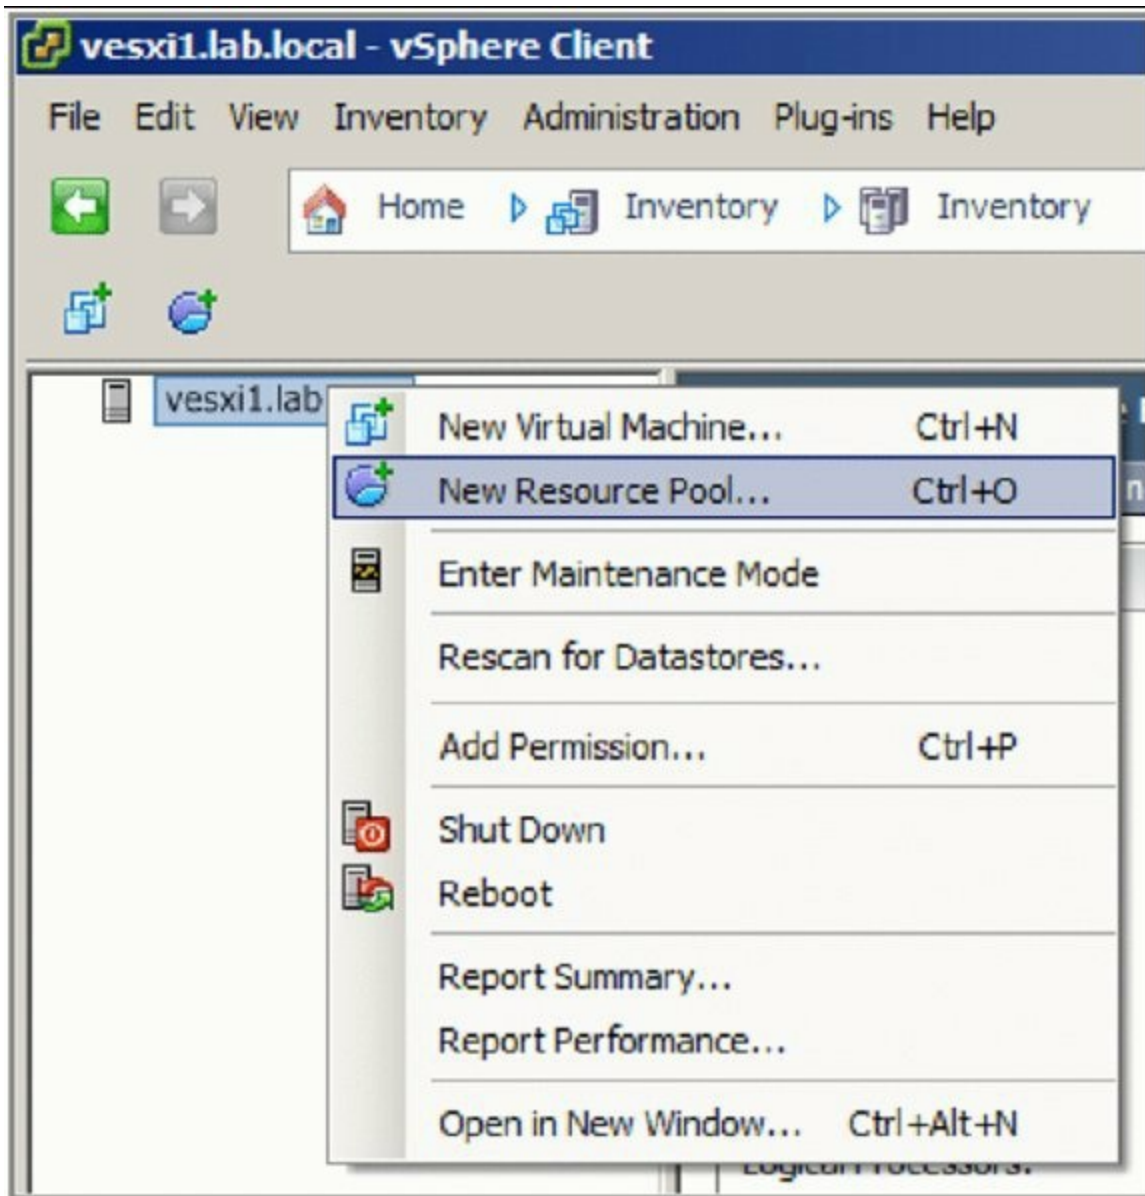 vesxi1.lab.local - vSphere Client
File Edit View Inventory Administration Plug-ins Help
Home Inventory Inventory
vesxi1.lab
New Virtual Machine... Ctrl+N
New Resource Pool... Ctrl+O
Enter Maintenance Mode
Rescan for Datastores...
Add Permission... Ctrl+P
Shut Down
Reboot
Report Summary...
Report Performance...
Open in New Window... Ctrl+Alt+N
Logical Processors: